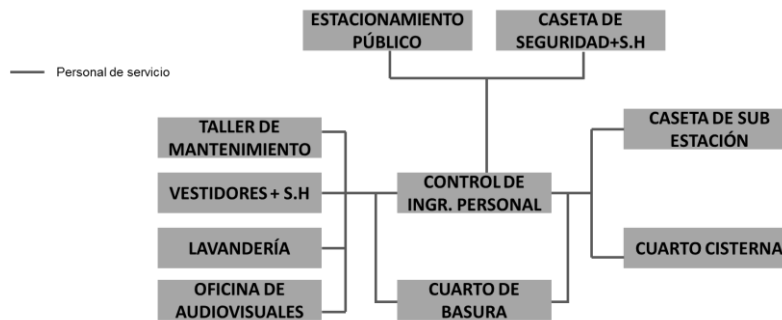 ESTACIONAMIENTO
PÚBLICO
CASETA DE
SEGURIDAD+S.H
Personal de servicio
TALLER DE
MANTENIMIENTO
CASETA DE SUB
ESTACIÓN
VESTIDORES + S.H
CONTROL DE
INGR. PERSONAL
LAVANDERÍA
CUARTO CISTERNA
OFICINA DE
AUDIOVISUALES
CUARTO DE
BASURA